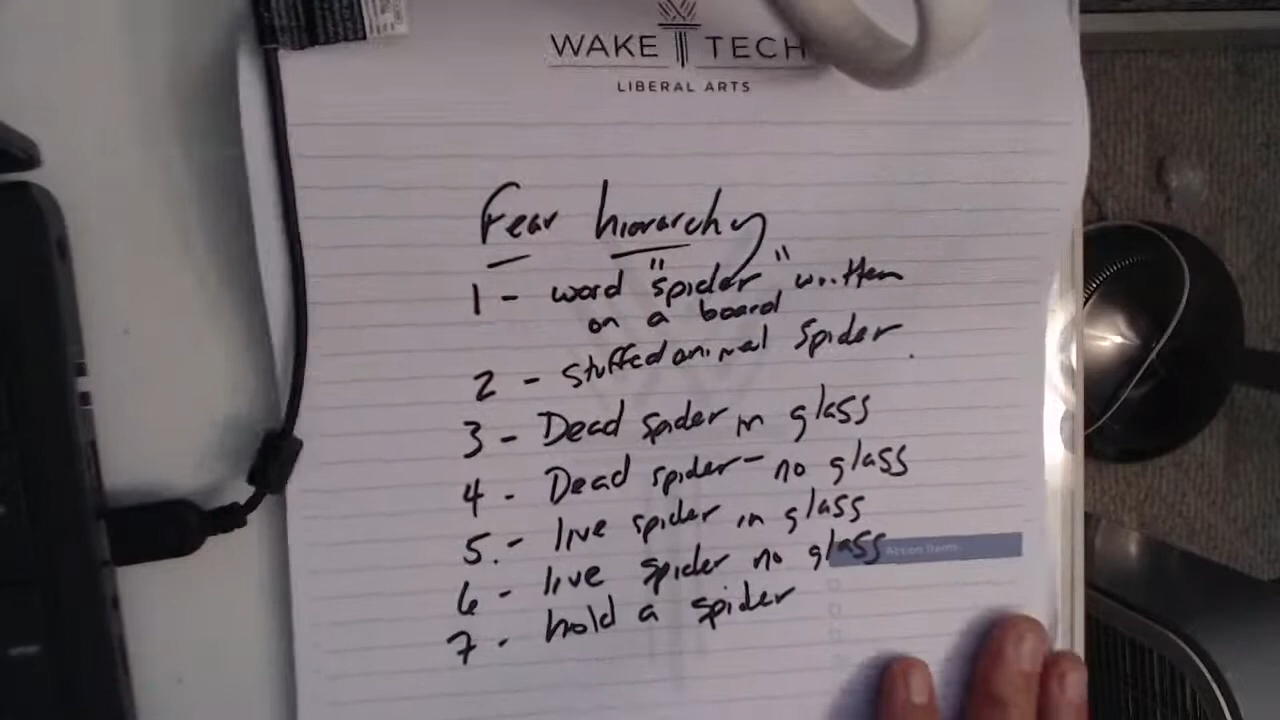 WAKE TECH
LIBERAL ARTS
Fear hierarchy
1 - word "spider" written
on a board
2 - Stuffed animal spider.
3 - Dead spider in glass
4 - Dead spider - no glass
5. - live spider in glass
6 - live spider no glass
Action Items
7 - hold a spider